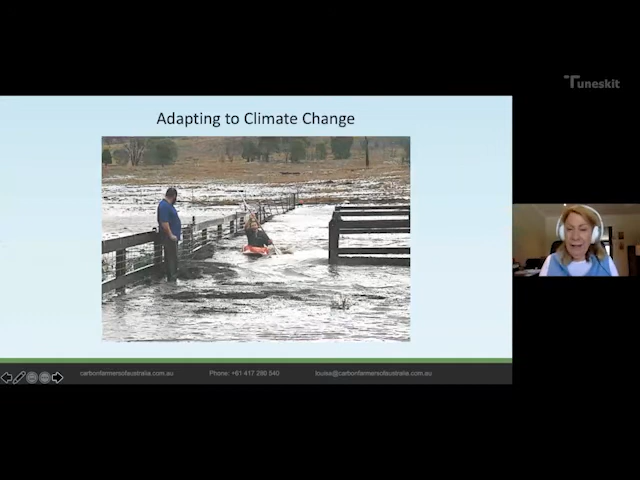 Tuneskit
Adapting to Climate Change
carbonfarmersofaustralia.com.au Phone: +61 417 280 540 louisa@carbonfarmersofaustralia.com.au